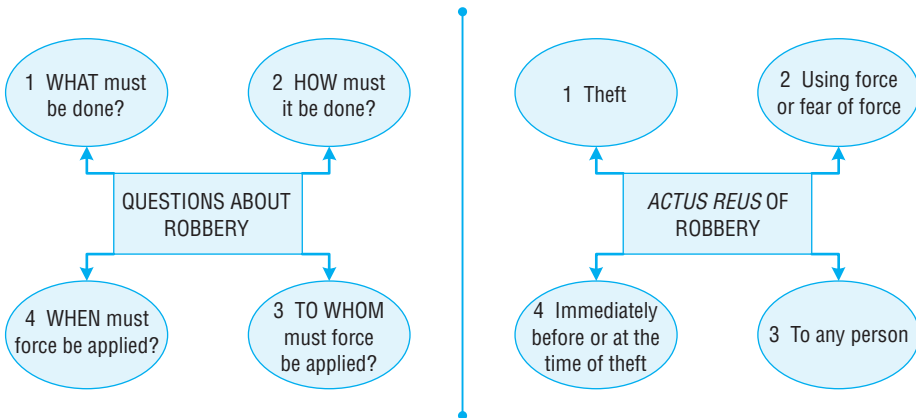 1 WHAT must
be done?
2 HOW must
it be done?
QUESTIONS ABOUT
ROBBERY
4 WHEN must
force be applied?
3 TO WHOM
must force
be applied?
1 Theft
2 Using force
or fear of force
ACTUS REUS OF
ROBBERY
4 Immediately
before or at the
time of theft
3 To any person